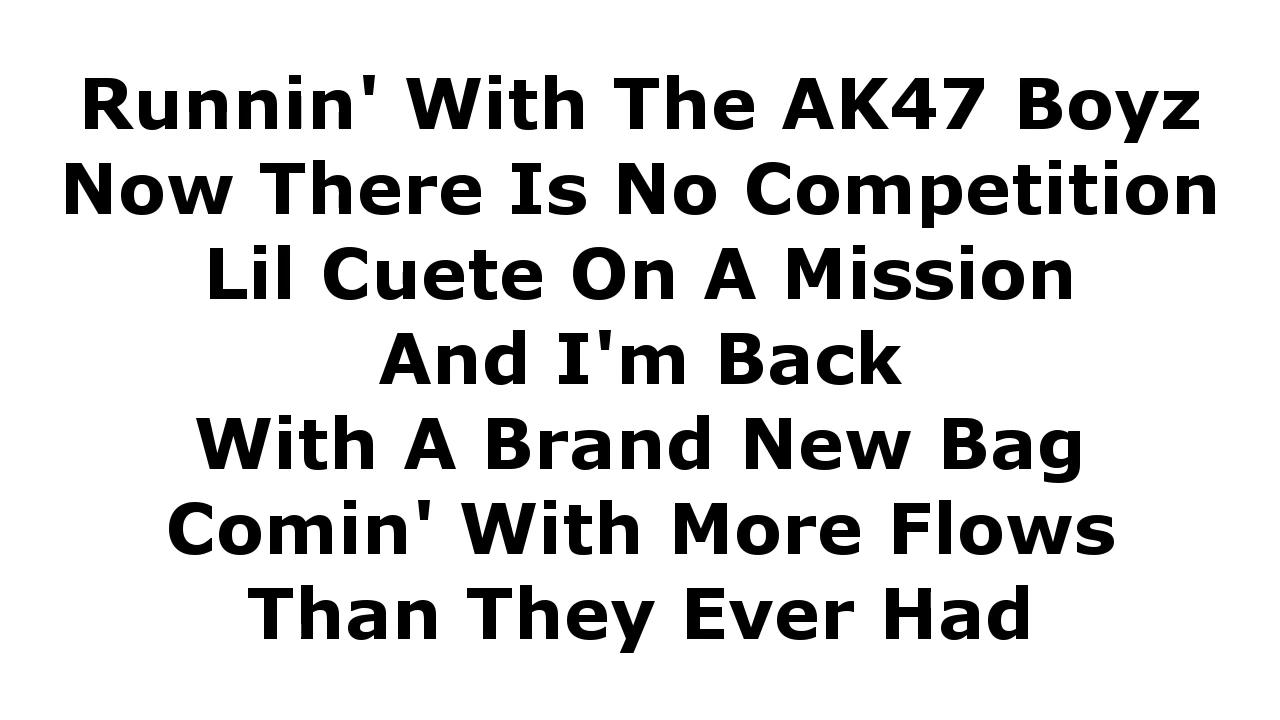 Runnin' With The AK47 Boyz
Now There Is No Competition
Lil Cuete On A Mission
And I'm Back
With A Brand New Bag
Comin' With More Flows
Than They Ever Had